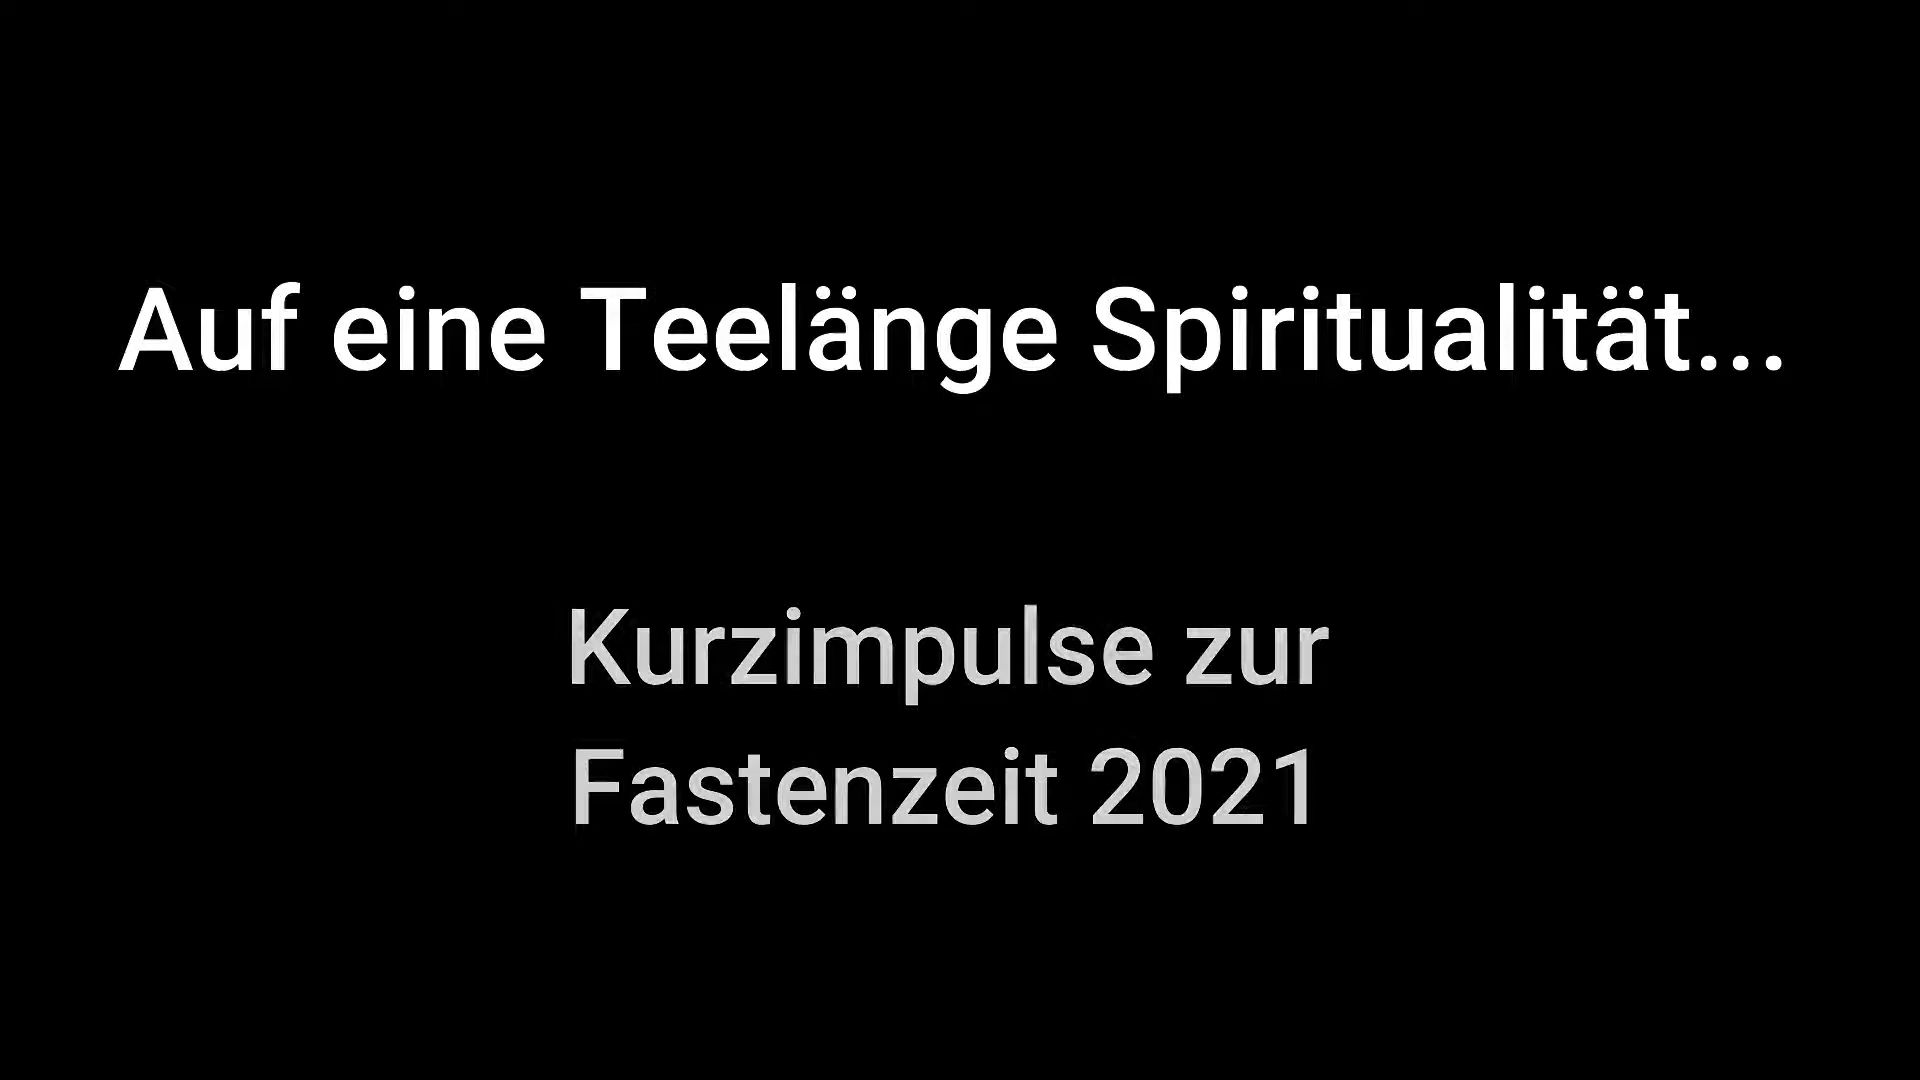 Auf eine Teelänge Spiritualität...
Kurzimpulse zur
Fastenzeit 2021